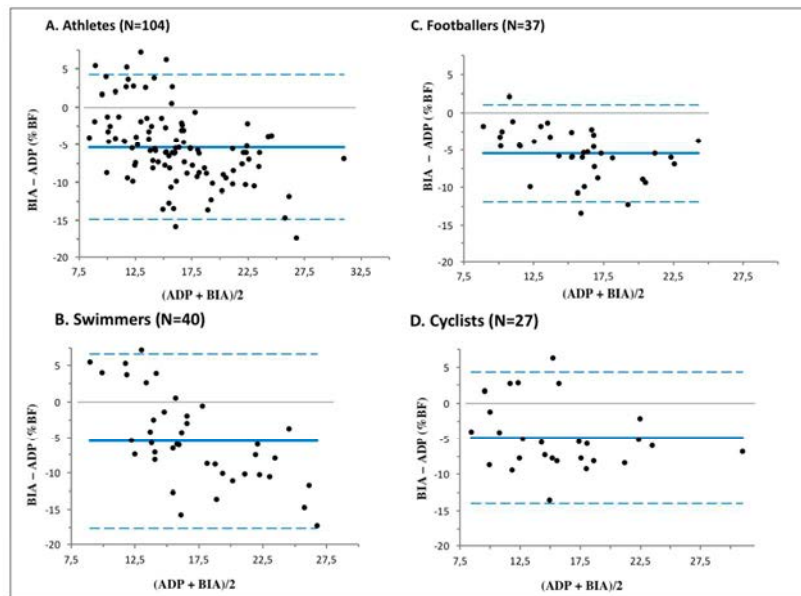 A. Athletes (N=104)
5
0
-5
-10
-15
-20
BIA – ADP (%BF)
7,5 12,5 17,5 22,5 27,5 32,5
(ADP + BIA)/2
C. Footballers (N=37)
5
0
-5
-10
-15
-20
BIA – ADP (%BF)
7,5 12,5 17,5 22,5 27,5
(ADP + BIA)/2
B. Swimmers (N=40)
5
0
-5
-10
-15
-20
BIA – ADP (%BF)
7,5 12,5 17,5 22,5 27,5
(ADP + BIA)/2
D. Cyclists (N=27)
5
0
-5
-10
-15
-20
BIA – ADP (%BF)
7,5 12,5 17,5 22,5 27,5
(ADP + BIA)/2